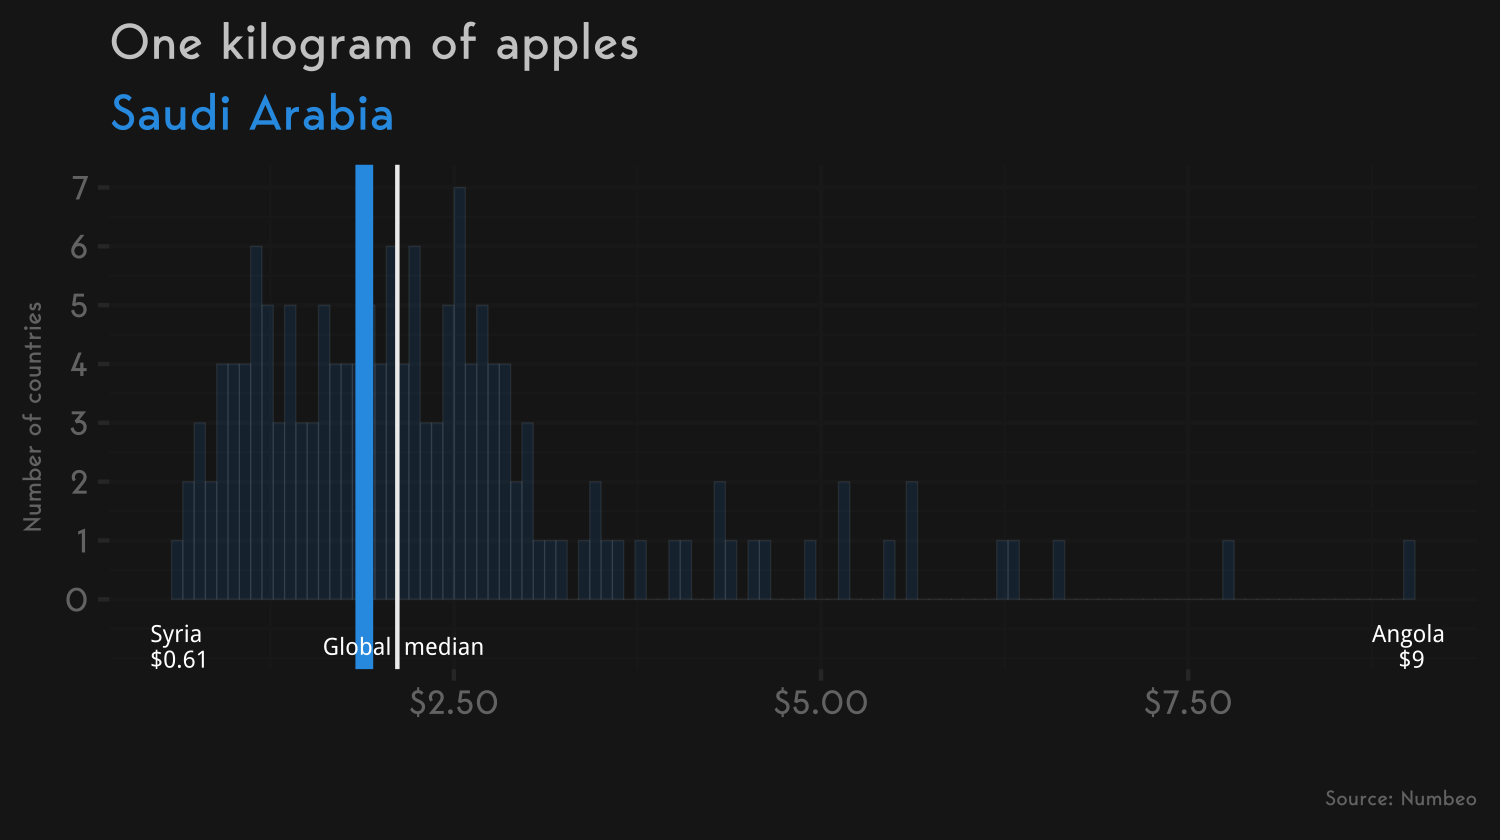 One kilogram of apples
Saudi Arabia
Number of countries
7
6
5
4
3
2
1
0
Syria
$0.61
Global median
Angola
$9
$2.50
$5.00
$7.50
Source: Numbeo